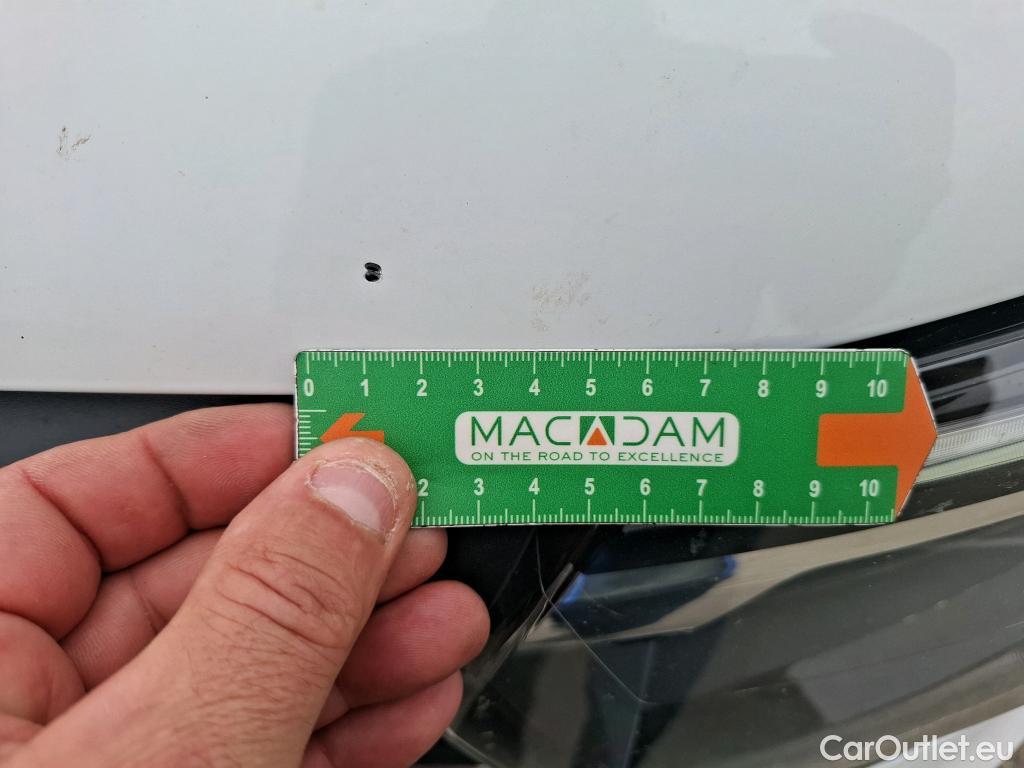 0 1 2 3 4 5 6 7 8 9 10
MACADAM
ON THE ROAD TO EXCELLENCE
2 3 4 5 6 7 8 9 10
CarOutlet.eu